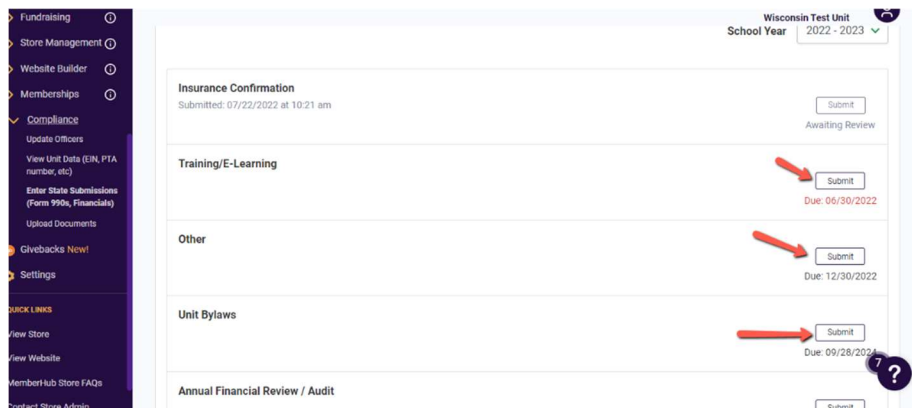 Fundraising
Store Management
Website Builder
Memberships
Compliance
Update Officers
View Unit Data (EIN, PTA
number, etc)
Enter State Submissions
(Form 990s, Financials)
Upload Documents
Givebacks New!
Settings
QUICK LINKS
View Store
View Website
MemberHub Store FAQs
Contact Store Admin
Wisconsin Test Unit
School Year 2022 - 2023
Insurance Confirmation
Submitted: 07/22/2022 at 10:21 am
Submit
Awaiting Review
Training/E-Learning
Submit
Due: 06/30/2022
Other
Submit
Due: 12/30/2022
Unit Bylaws
Submit
Due: 09/28/2024
7
?
Annual Financial Review / Audit
Submit